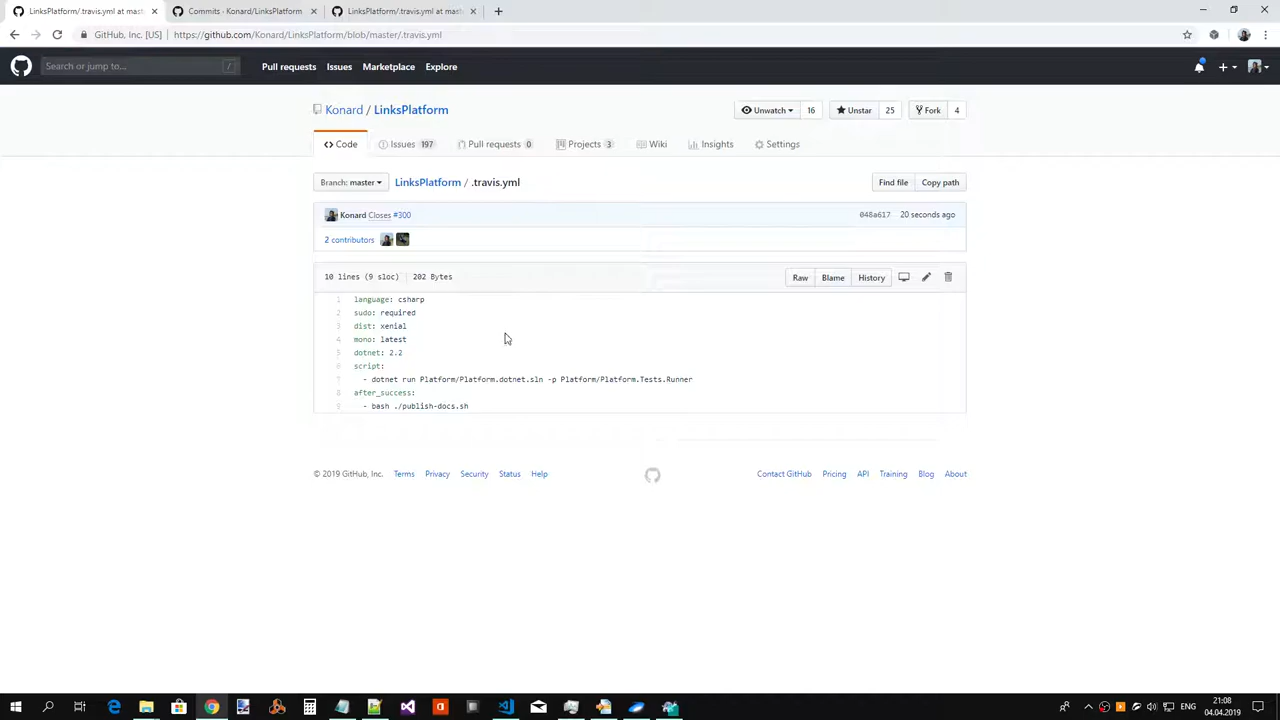 LinksPlatform/.travis.yml at mast
Commits · Konard/LinksPlatform
LinksPlatform/.travis.yml at mast
GitHub, Inc. [US] | https://github.com/Konard/LinksPlatform/blob/master/.travis.yml
Search or jump to... /
Pull requests Issues Marketplace Explore
Konard / LinksPlatform
Unwatch 16 Unstar 25 Fork 4
Code Issues 197 Pull requests 0 Projects 3 Wiki Insights Settings
Branch: master LinksPlatform / .travis.yml Find file Copy path
Konard Closes #300 048a617 20 seconds ago
2 contributors
10 lines (9 sloc) 202 Bytes Raw Blame History
1 language: csharp
2 sudo: required
3 dist: xenial
4 mono: latest
5 dotnet: 2.2
6 script:
7 - dotnet run Platform/Platform.dotnet.sln -p Platform/Platform.Tests.Runner
8 after_success:
9 - bash ./publish-docs.sh
© 2019 GitHub, Inc. Terms Privacy Security Status Help Contact GitHub Pricing API Training Blog About
ENG
21:08
04.04.2019